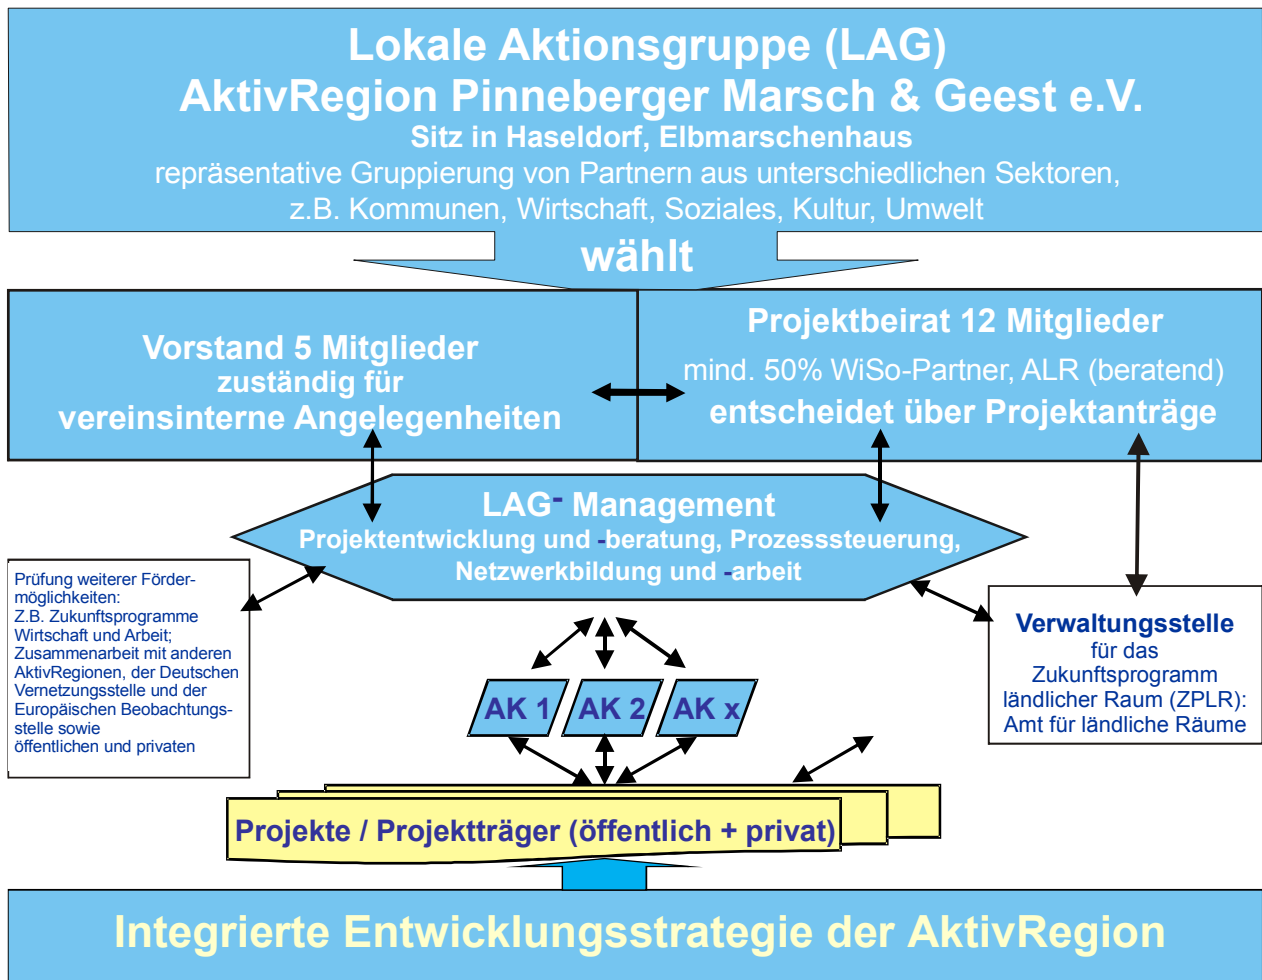 Lokale Aktionsgruppe (LAG)
AktivRegion Pinneberger Marsch & Geest e.V.
Sitz in Haseldorf, Elbmarschenhaus
repräsentative Gruppierung von Partnern aus unterschiedlichen Sektoren,
z.B. Kommunen, Wirtschaft, Soziales, Kultur, Umwelt
wählt
Vorstand 5 Mitglieder
zuständig für
vereinsinterne Angelegenheiten
Projektbeirat 12 Mitglieder
mind. 50% WiSo-Partner, ALR (beratend)
entscheidet über Projektanträge
LAG- Management
Projektentwicklung und -beratung, Prozesssteuerung,
Netzwerkbildung und -arbeit
Prüfung weiterer Förder-
möglichkeiten:
Z.B. Zukunftsprogramme
Wirtschaft und Arbeit;
Zusammenarbeit mit anderen
AktivRegionen, der Deutschen
Vernetzungsstelle und der
Europäischen Beobachtungs-
stelle sowie
öffentlichen und privaten
Verwaltungsstelle
für das
Zukunftsprogramm
ländlicher Raum (ZPLR):
Amt für ländliche Räume
AK 1 AK 2 AK x
Projekte / Projektträger (öffentlich + privat)
Integrierte Entwicklungsstrategie der AktivRegion